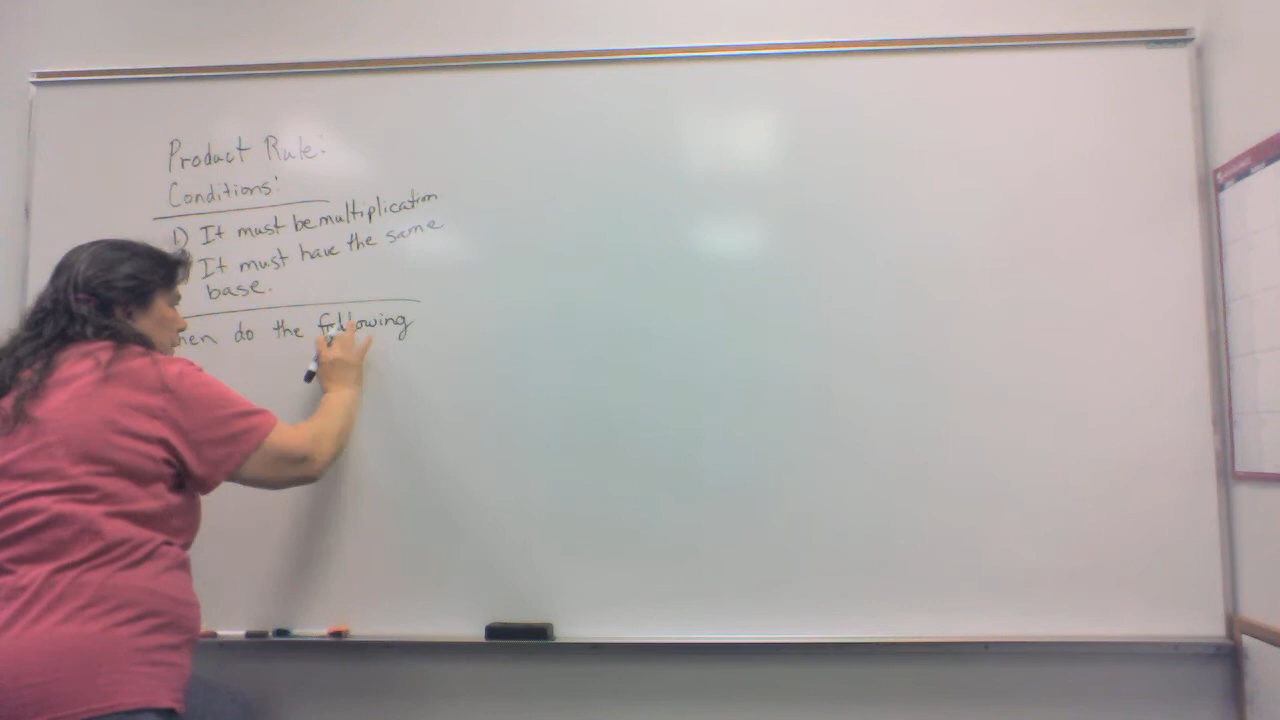 Product Rule:
Conditions:
1) It must be multiplication
It must have the same
base.
hen do the following